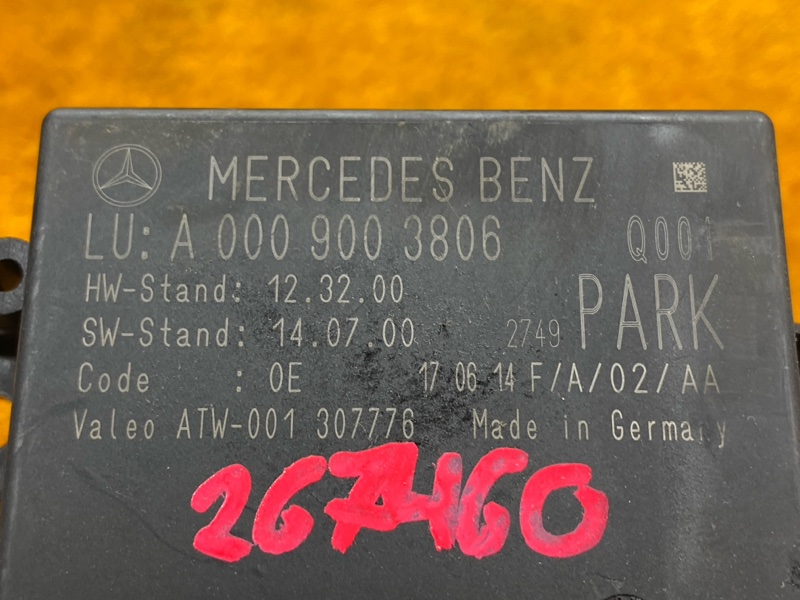 MERCEDES BENZ
LU: A 000 900 3806 Q001
HW-Stand: 12.32.00
SW-Stand: 14.07.00 2749 PARK
Code : 0E 17 06 14 F/A/02/AA
Valeo ATW-001 307776 Made in Germany